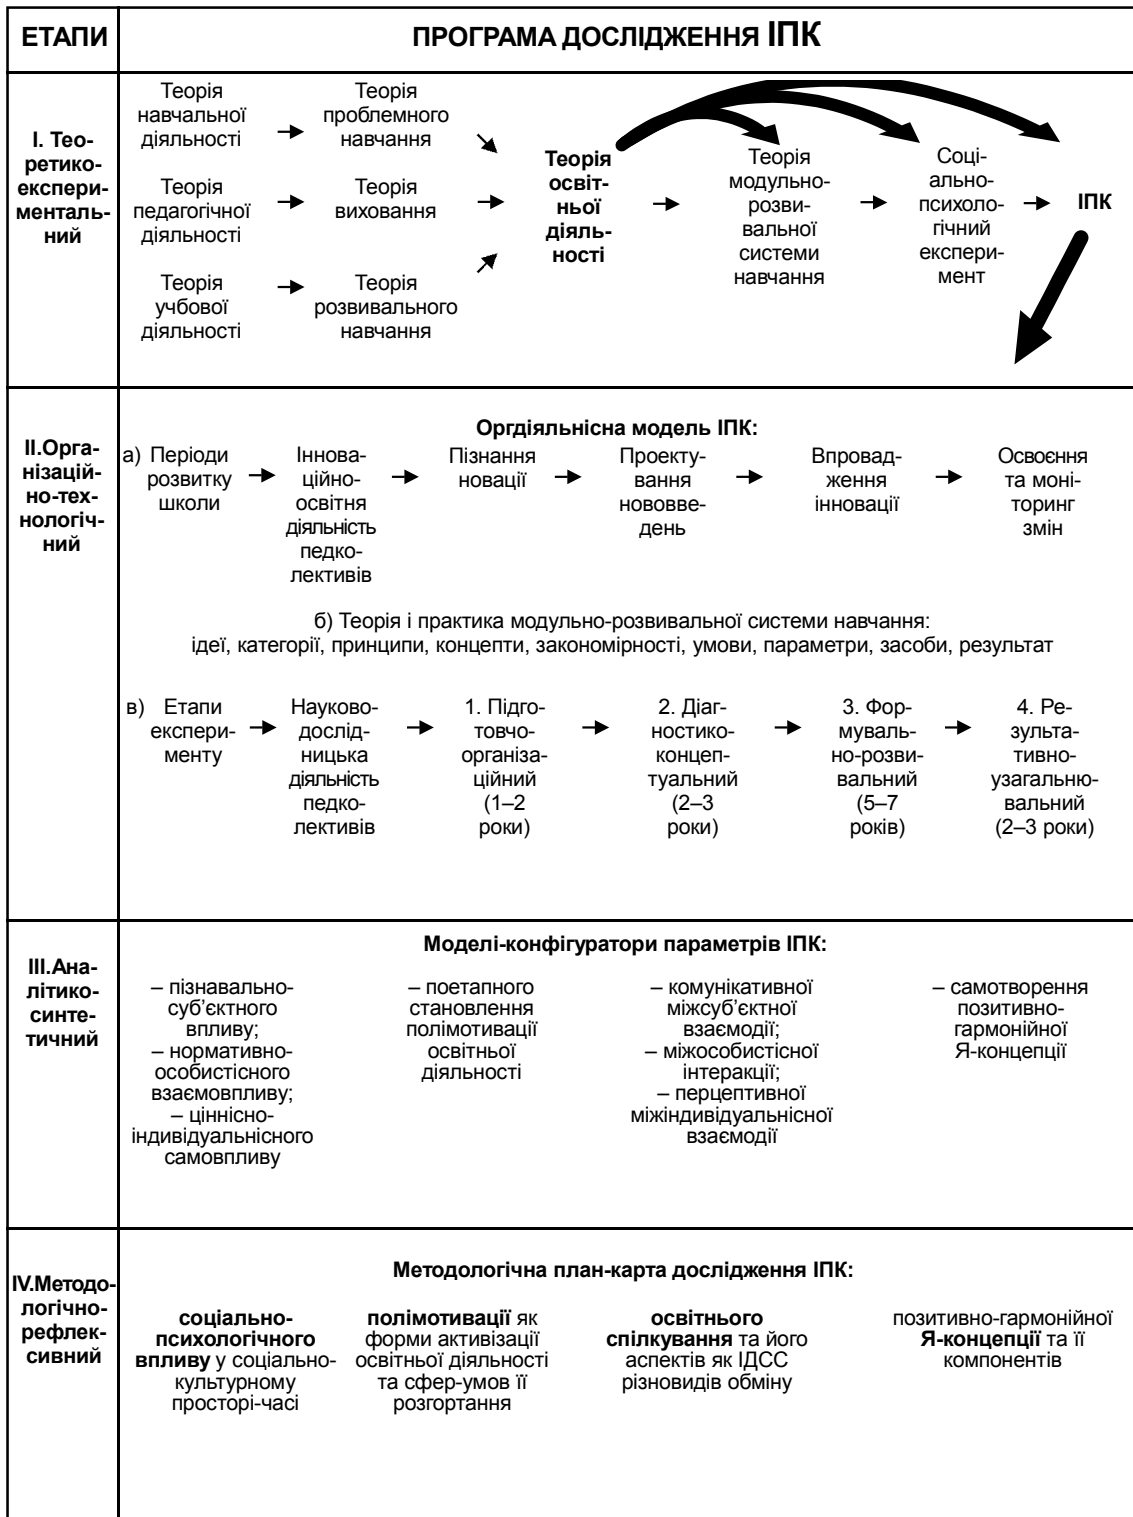 ЕТАПИ
ПРОГРАМА ДОСЛІДЖЕННЯ ІПК
І. Тео-
ретико-
експери-
менталь-
ний
Теорія
навчальної
діяльності
Теорія
проблемного
навчання
Теорія
педагогічної
діяльності
Теорія
виховання
Теорія
учбової
діяльності
Теорія
розвивального
навчання
Теорія
освіт-
ньої
діяль-
ності
Теорія
модульно-
розви-
вальної
системи
навчання
Соці-
ально-
психоло-
гічний
експери-
мент
ІПК
ІІ.Орга-
нізацій-
но-тех-
нологіч-
ний
Оргдіяльнісна модель ІПК:
а) Періоди
розвитку
школи
Іннова-
ційно-
освітня
діяльність
педко-
лективів
Пізнання
новації
Проекту-
вання
нововве-
день
Впровад-
ження
інновації
Освоєння
та моні-
торинг
змін
б) Теорія і практика модульно-розвивальної системи навчання:
ідеї, категорії, принципи, концепти, закономірності, умови, параметри, засоби, результат
в) Етапи
експери-
менту
Науково-
дослід-
ницька
діяльність
педко-
лективів
1. Підго-
товчо-
організа-
ційний
(1–2
роки)
2. Діаг-
ностико-
концеп-
туальний
(2–3
роки)
3. Фор-
муваль-
но-розви-
вальний
(5–7
років)
4. Ре-
зульта-
тивно-
узагальню-
вальний
(2–3 роки)
ІІІ.Ана-
літико-
синте-
тичний
Моделі-конфігуратори параметрів ІПК:
– пізнавально-
суб’єктного
впливу;
– нормативно-
особистісного
взаємовпливу;
– ціннісно-
індивідуальнісного
самовпливу
– поетапного
становлення
полімотивації
освітньої
діяльності
– комунікативної
міжсуб’єктної
взаємодії;
– міжособистісної
інтеракції;
– перцептивної
міжіндивідуальнісної
взаємодії
– самотворення
позитивно-
гармонійної
Я-концепції
IV.Методо-
логічно-
рефлек-
сивний
Методологічна план-карта дослідження ІПК:
соціально-
психологічного
впливу у соціально-
культурному
просторі-часі
полімотивації як
форми активізації
освітньої діяльності
та сфер-умов її
розгортання
освітнього
спілкування та його
аспектів як ІДСС
різновидів обміну
позитивно-гармонійної
Я-концепції та її
компонентів